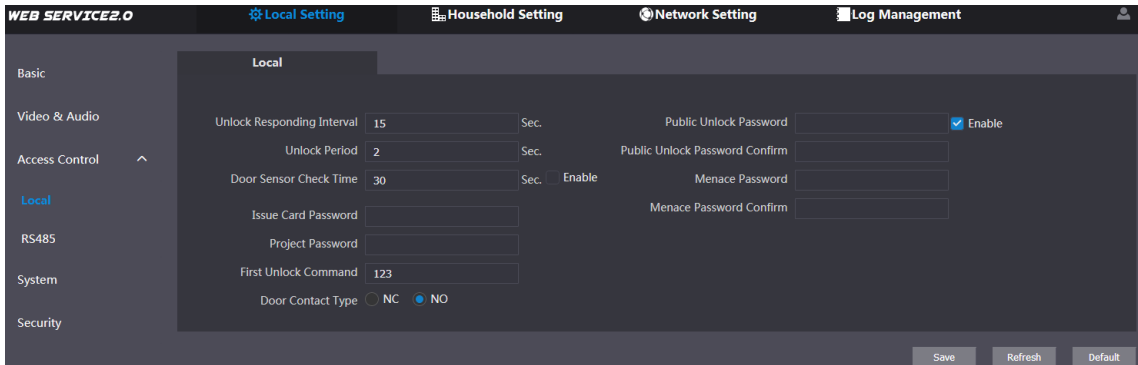 WEB SERVICE2.0 Local Setting Household Setting Network Setting Log Management
Basic
Video & Audio
Access Control
Local
RS485
System
Security
Local
Unlock Responding Interval 15 Sec.
Unlock Period 2 Sec.
Door Sensor Check Time 30 Sec. Enable
Issue Card Password
Project Password
First Unlock Command 123
Door Contact Type NC NO
Public Unlock Password Enable
Public Unlock Password Confirm
Menace Password
Menace Password Confirm
Save Refresh Default